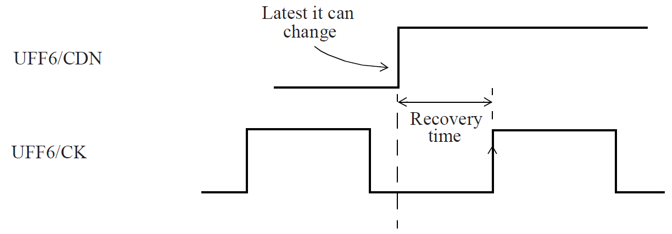 Latest it can
change
UFF6/CDN
Recovery
time
UFF6/CK